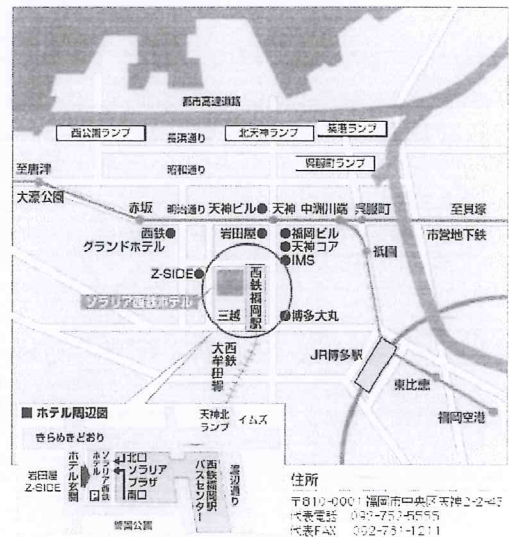 都市高速道路
西公園ランプ
長浜通り
北天神ランプ
築港ランプ
昭和通り
呉服町ランプ
至唐津
大濠公園
赤坂
明治通り
天神ビル
天神
中洲川端
呉服町
至貝塚
西鉄
グランドホテル
岩田屋
福岡ビル
天神コア
IMS
市営地下鉄
祇園
Z-SIDE
西鉄福岡駅
ソラリア西鉄ホテル
三越
博多大丸
西鉄
大牟田線
JR博多駅
東比恵
福岡空港
■ ホテル周辺図
天神北
ランプ
イムズ
きらめきどおり
岩田屋
Z-SIDE
ホテル玄関
ソラリア西鉄
ホテル
P
北口
ソラリア
プラザ
南口
西鉄福岡駅
バスセンター
渡辺通り
警固公園
住所
〒810-0001 福岡市中央区天神2-2-43
代表電話 092-752-5555
代表FAX 092-751-1211